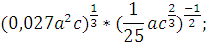 (0,027a²c)^{1/3} * (1/25 ac^{2/3})^{-1/2};